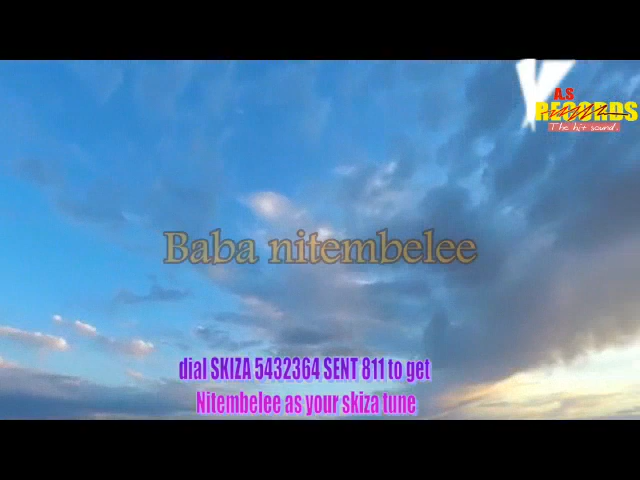 A.S
RECORDS
The hit sound.
Baba nitembelee
dial SKIZA 5432364 SENT 811 to get
Nitembelee as your skiza tune